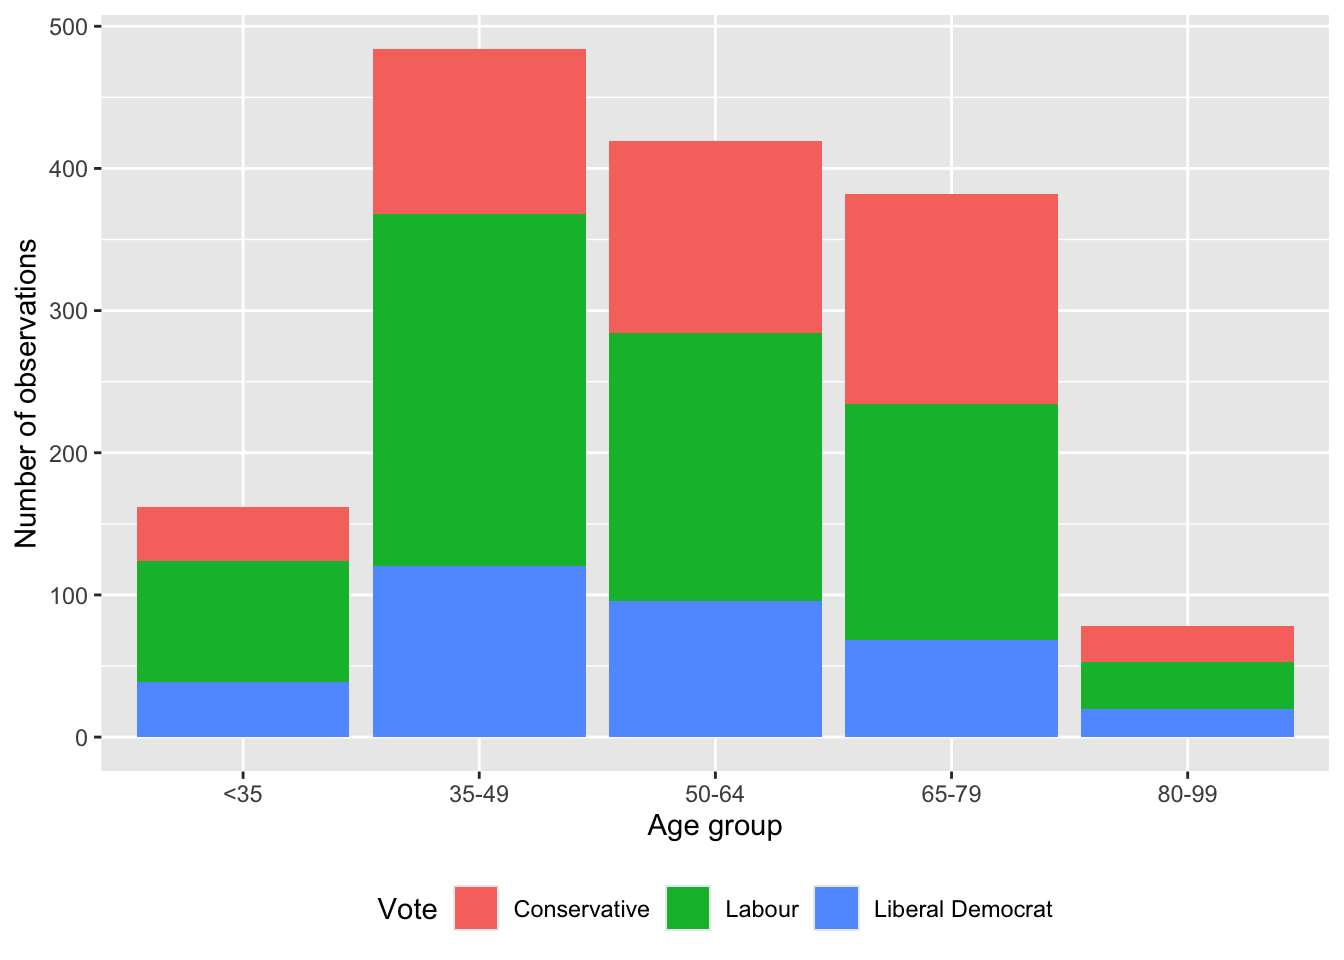 500
400
300
200
100
0
Number of observations
<35 35-49 50-64 65-79 80-99
Age group
Vote Conservative Labour Liberal Democrat